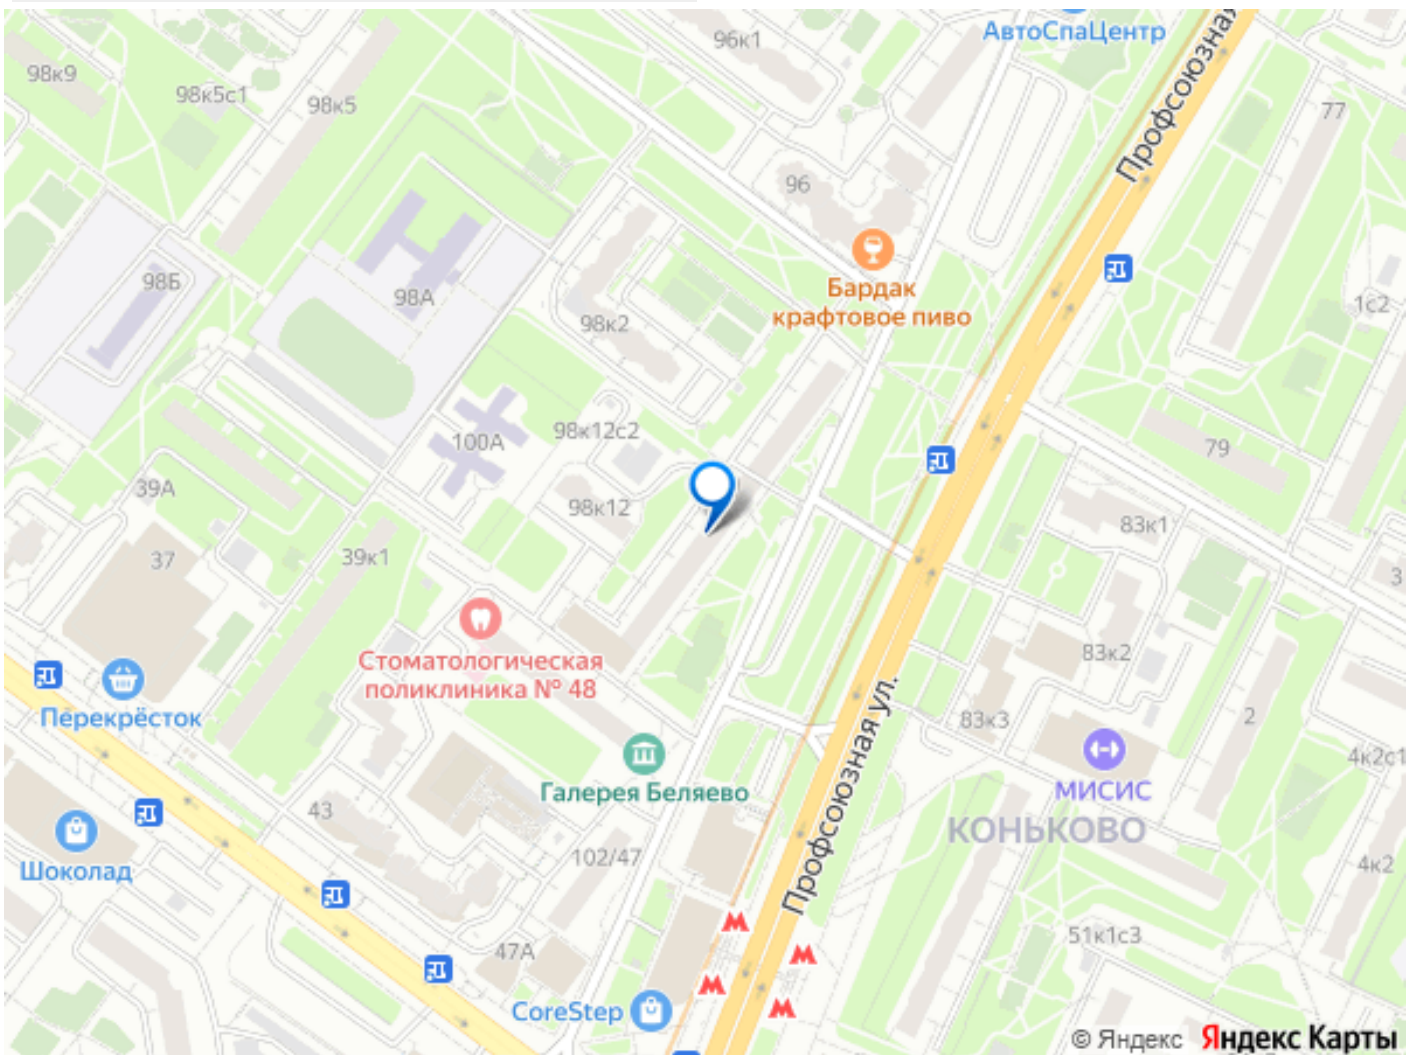 АвтоСпаЦентр
96к1
98к9
98к5с1
98к5
77
Профсоюзная
96
98Б
98А
98к2
Бардак
крафтовое пиво
1с2
100А
98к12с2
79
39А
98к12
83к1
37
39к1
3
83к2
Стоматологическая
поликлиника № 48
Перекрёсток
Профсоюзная ул.
83к3
2
4к2с1
Галерея Беляево
МИСИС
43
КОНЬКОВО
102/47
Шоколад
4к2
51к1с3
47А
CoreStep
© Яндекс
Яндекс Карты